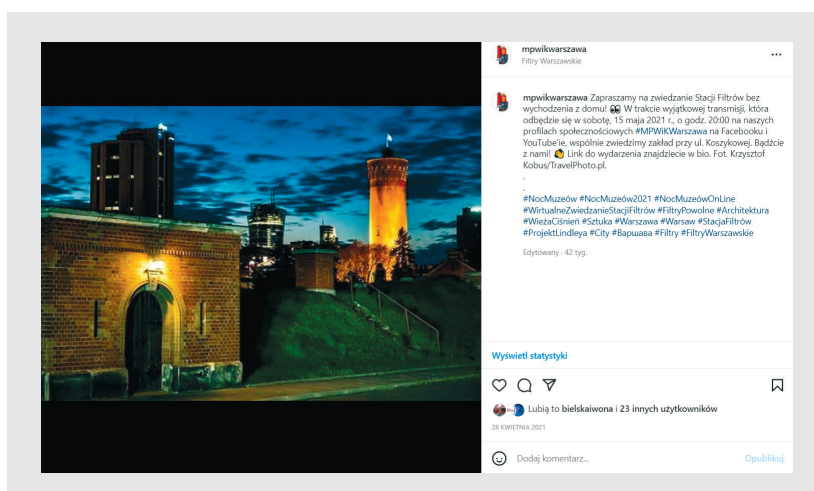 mpwikwarszawa
Filtry Warszawskie
mpwikwarszawa Zapraszamy na zwiedzanie Stacji Filtrów bez
wychodzenia z domu! 👀 W trakcie wyjątkowej transmisji, która
odbędzie się w sobotę, 15 maja 2021 r., o godz. 20:00 na naszych
profilach społecznościowych #MPWiKWarszawa na Facebooku i
YouTube'ie, wspólnie zwiedzimy zakład przy ul. Koszykowej. Bądźcie
z nami! Link do wydarzenia znajdziecie w bio. Fot. Krzysztof
Kobus/TravelPhoto.pl.
.
.
#NocMuzeów #NocMuzeów2021 #NocMuzeówOnLine
#WirtualneZwiedzanieStacjiFiltrów #FiltryPowolne #Architektura
#WieżaCiśnień #Sztuka #Warszawa #Warsaw #StacjaFiltrów
#ProjektLindleya #City #Варшава #Filtry #FiltryWarszawskie
Edytowany · 42 tyg.
Wyświetl statystyki
Lubią to bielskaiwona i 23 innych użytkowników
28 KWIETNIA 2021
Dodaj komentarz...
Opublikuj